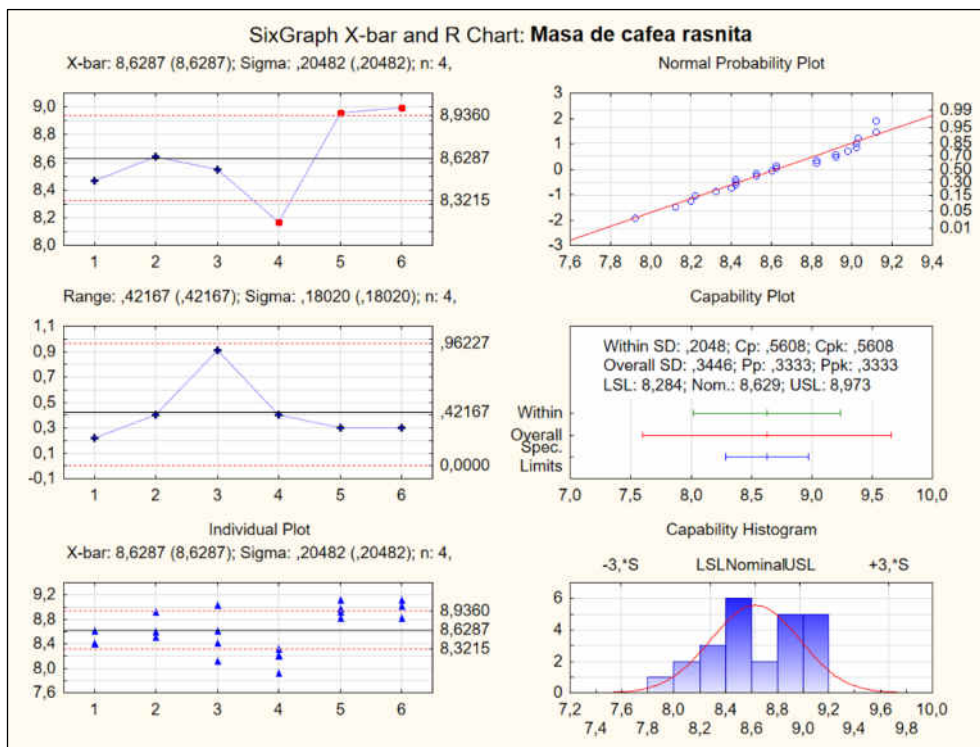 SixGraph X-bar and R Chart: Masa de cafea rasnita
X-bar: 8,6287 (8,6287); Sigma: ,20482 (,20482); n: 4,
9,0
8,8
8,6
8,4
8,2
8,0
8,9360
8,6287
8,3215
1 2 3 4 5 6
Normal Probability Plot
3
2
1
0
-1
-2
-3
0.99
0.95
0.85
0.70
0.50
0.30
0.15
0.05
0.01
7,6 7,8 8,0 8,2 8,4 8,6 8,8 9,0 9,2 9,4
Range: ,42167 (,42167); Sigma: ,18020 (,18020); n: 4,
1,1
0,9
0,7
0,5
0,3
0,1
-0,1
,96227
,42167
0,0000
1 2 3 4 5 6
Capability Plot
Within SD: ,2048; Cp: ,5608; Cpk: ,5608
Overall SD: ,3446; Pp: ,3333; Ppk: ,3333
LSL: 8,284; Nom.: 8,629; USL: 8,973
Within
Overall
Spec.
Limits
7,0 7,5 8,0 8,5 9,0 9,5 10,0
Individual Plot
X-bar: 8,6287 (8,6287); Sigma: ,20482 (,20482); n: 4,
9,2
8,8
8,4
8,0
7,6
8,9360
8,6287
8,3215
1 2 3 4 5 6
Capability Histogram
-3,*S LSLNominalUSL +3,*S
6
4
2
0
7,2 7,6 8,0 8,4 8,8 9,2 9,6 10,0
7,4 7,8 8,2 8,6 9,0 9,4 9,8